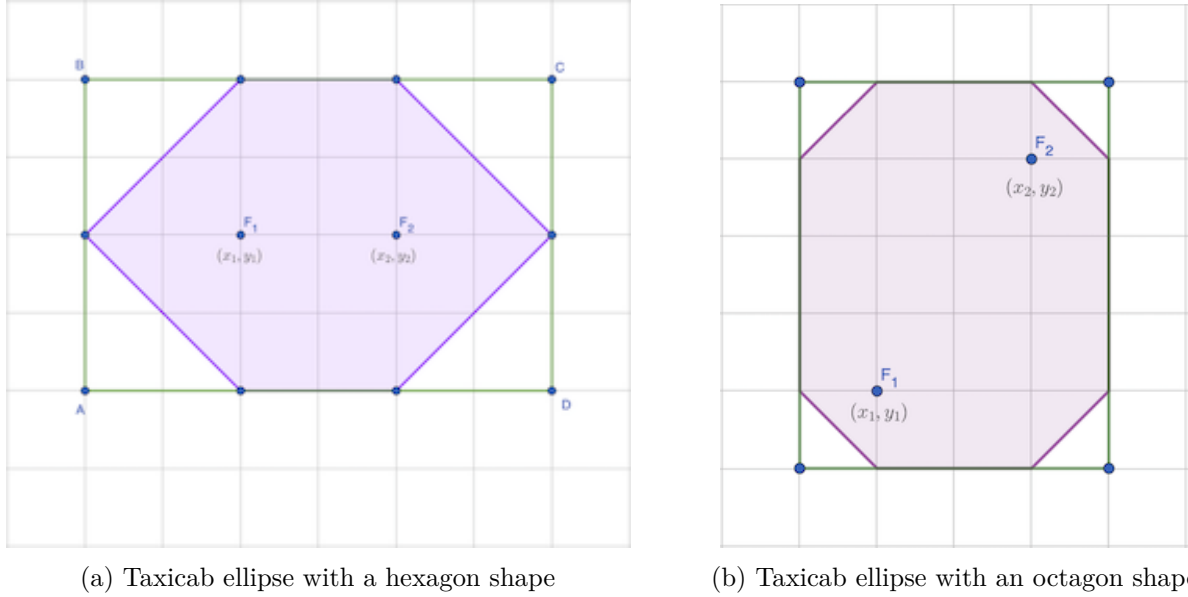 B
C
F₁
F₂
(x₁, y₁)
(x₂, y₂)
A
D
F₂
(x₂, y₂)
F₁
(x₁, y₁)
(a) Taxicab ellipse with a hexagon shape
(b) Taxicab ellipse with an octagon shape